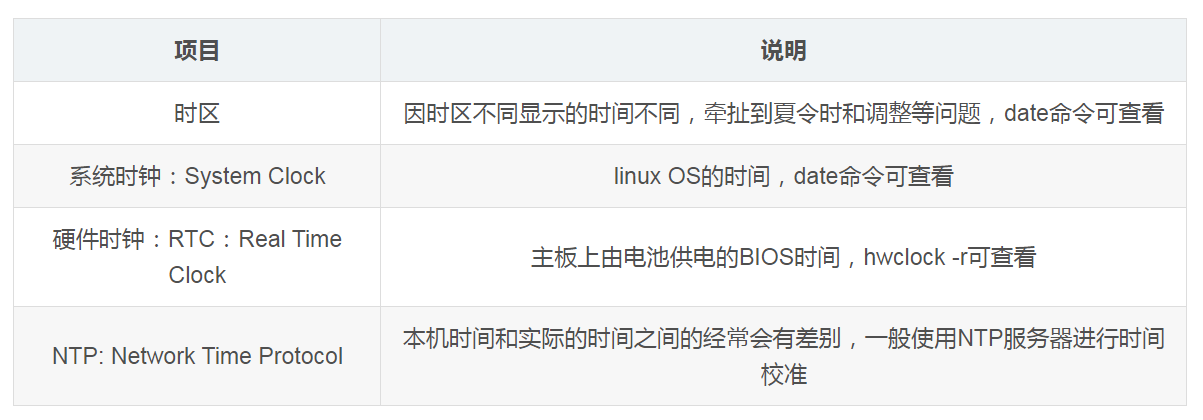 项目
说明
时区
因时区不同显示的时间不同，牵扯到夏令时和调整等问题，date命令可查看
系统时钟：System Clock
linux OS的时间，date命令可查看
硬件时钟：RTC：Real Time
Clock
主板上由电池供电的BIOS时间，hwclock -r可查看
NTP: Network Time Protocol
本机时间和实际的时间之间的经常会有差别，一般使用NTP服务器进行时间
校准